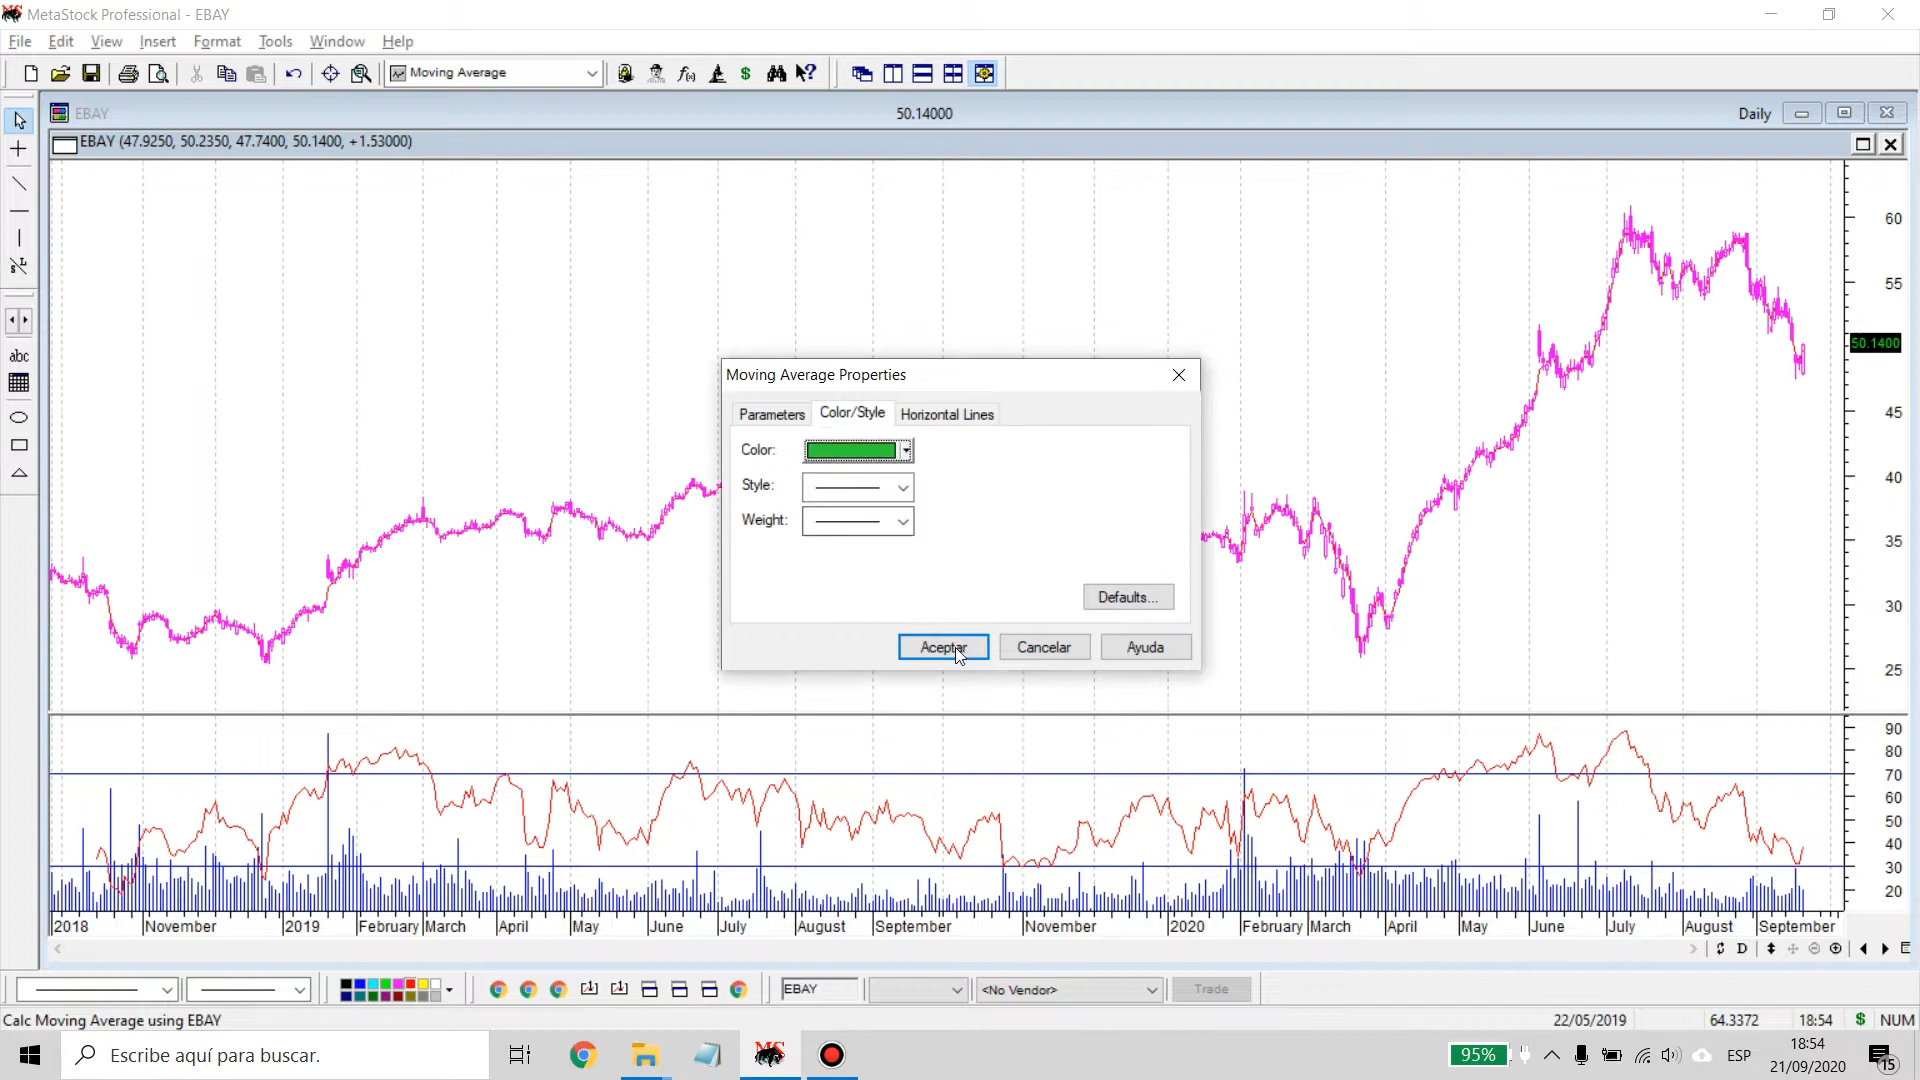 MetaStock Professional - EBAY
File Edit View Insert Format Tools Window Help
Moving Average
EBAY 50.14000 Daily
EBAY (47.9250, 50.2350, 47.7400, 50.1400, +1.53000)
60
55
50.1400
45
40
35
30
25
Moving Average Properties
Parameters Color/Style Horizontal Lines
Color:
Style:
Weight:
Defaults...
Aceptar Cancelar Ayuda
abc
90
80
70
60
50
40
30
20
2018 November 2019 February March April May June July August September November 2020 February March April May June July August September
D
EBAY <No Vendor> Trade
Calc Moving Average using EBAY 22/05/2019 64.3372 18:54 $ NUM
Escribe aquí para buscar. MS 95% ESP 18:54
21/09/2020 15